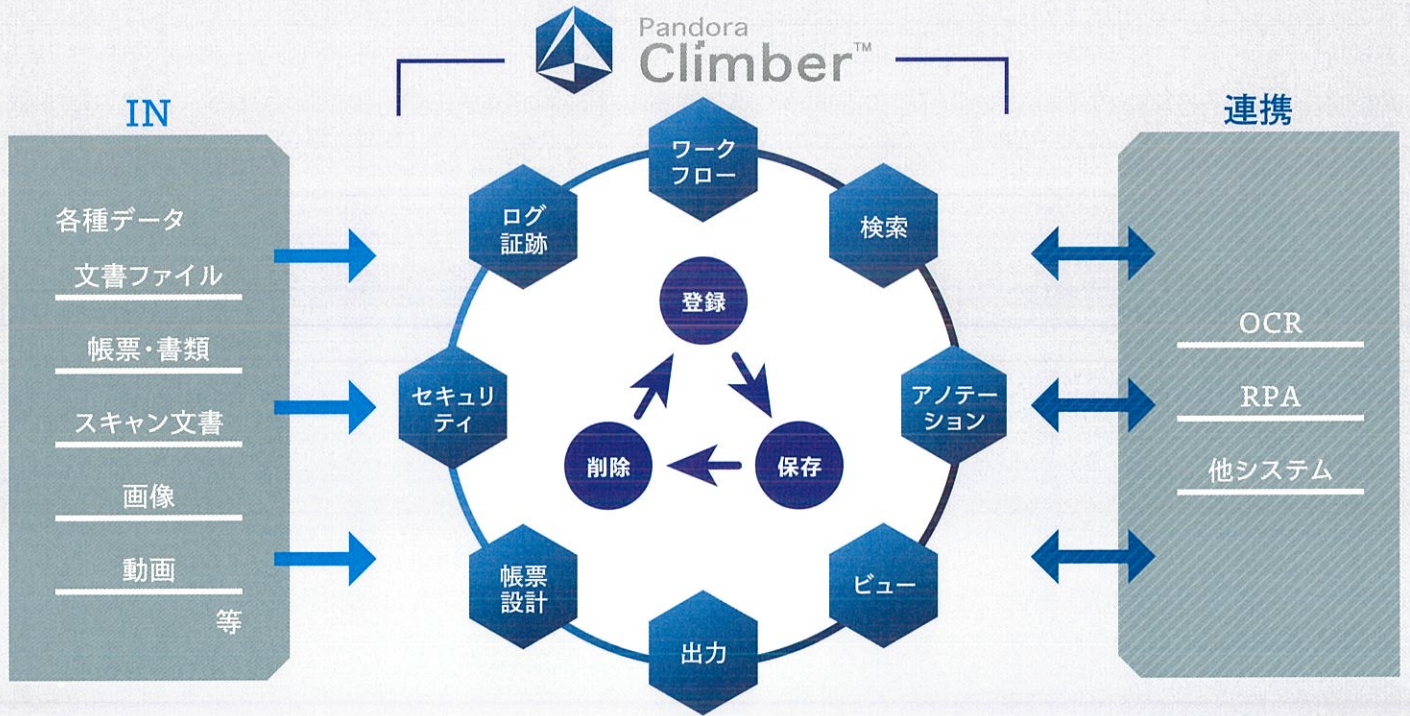 Pandora
Climber™
IN
各種データ
文書ファイル
帳票・書類
スキャン文書
画像
動画
等
ワーク
フロー
検索
アノテー
ション
ビュー
出力
帳票
設計
セキュリ
ティ
ログ
証跡
登録
保存
削除
連携
OCR
RPA
他システム